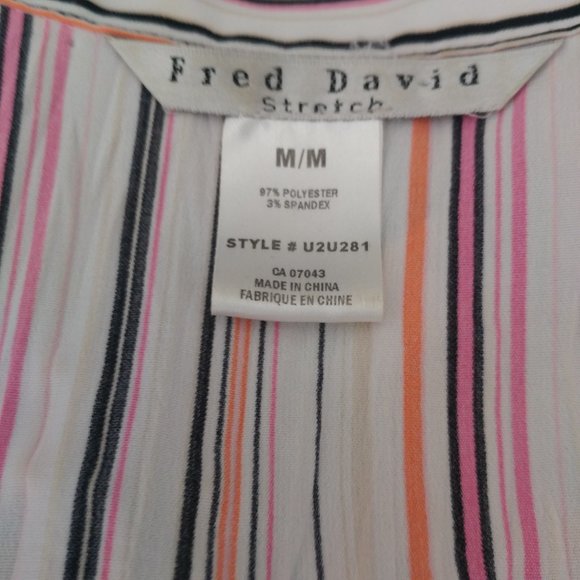 Fred David
Stretch
M/M
97% POLYESTER
3% SPANDEX
STYLE # U2U281
CA 07043
MADE IN CHINA
FABRIQUE EN CHINE